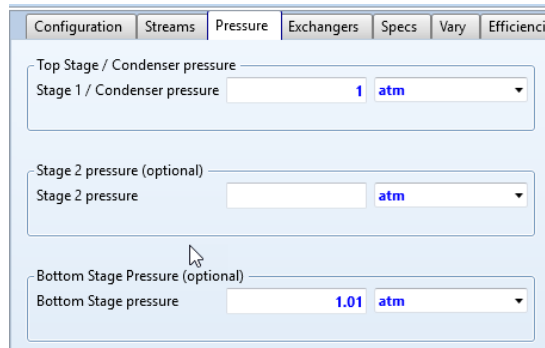 Configuration Streams Pressure Exchangers Specs Vary Efficienci
Top Stage / Condenser pressure
Stage 1 / Condenser pressure 1 atm
Stage 2 pressure (optional)
Stage 2 pressure atm
Bottom Stage Pressure (optional)
Bottom Stage pressure 1.01 atm